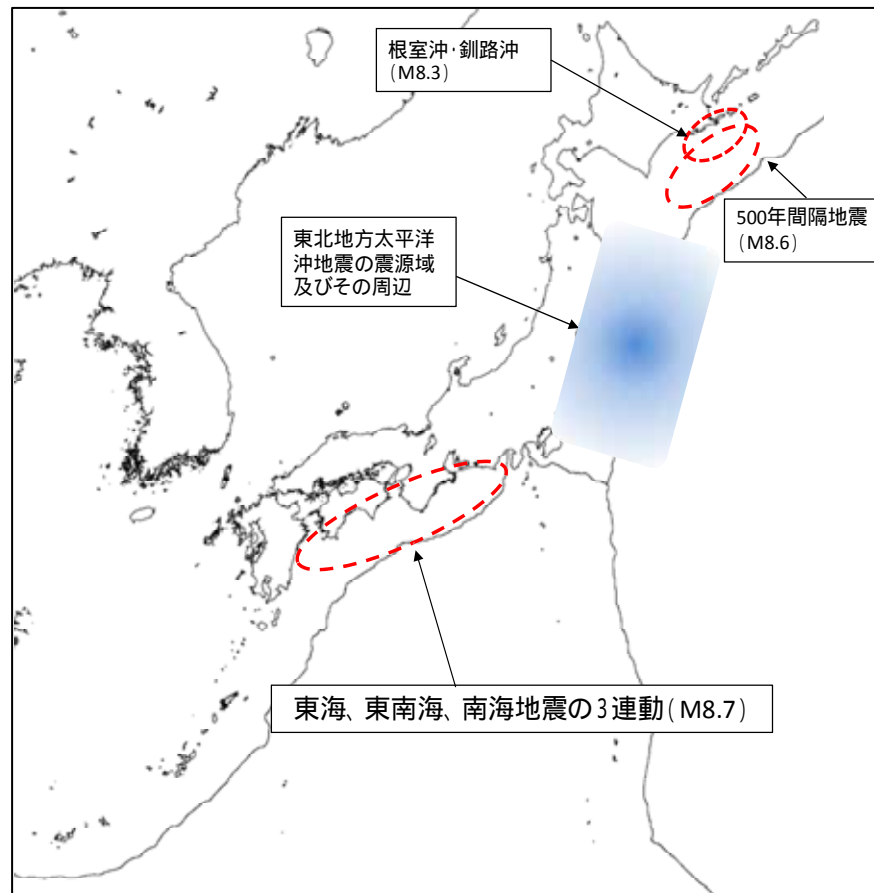 根室沖・釧路沖
(M8.3)
500年間隔地震
(M8.6)
東北地方太平洋
沖地震の震源域
及びその周辺
東海、東南海、南海地震の3連動(M8.7)